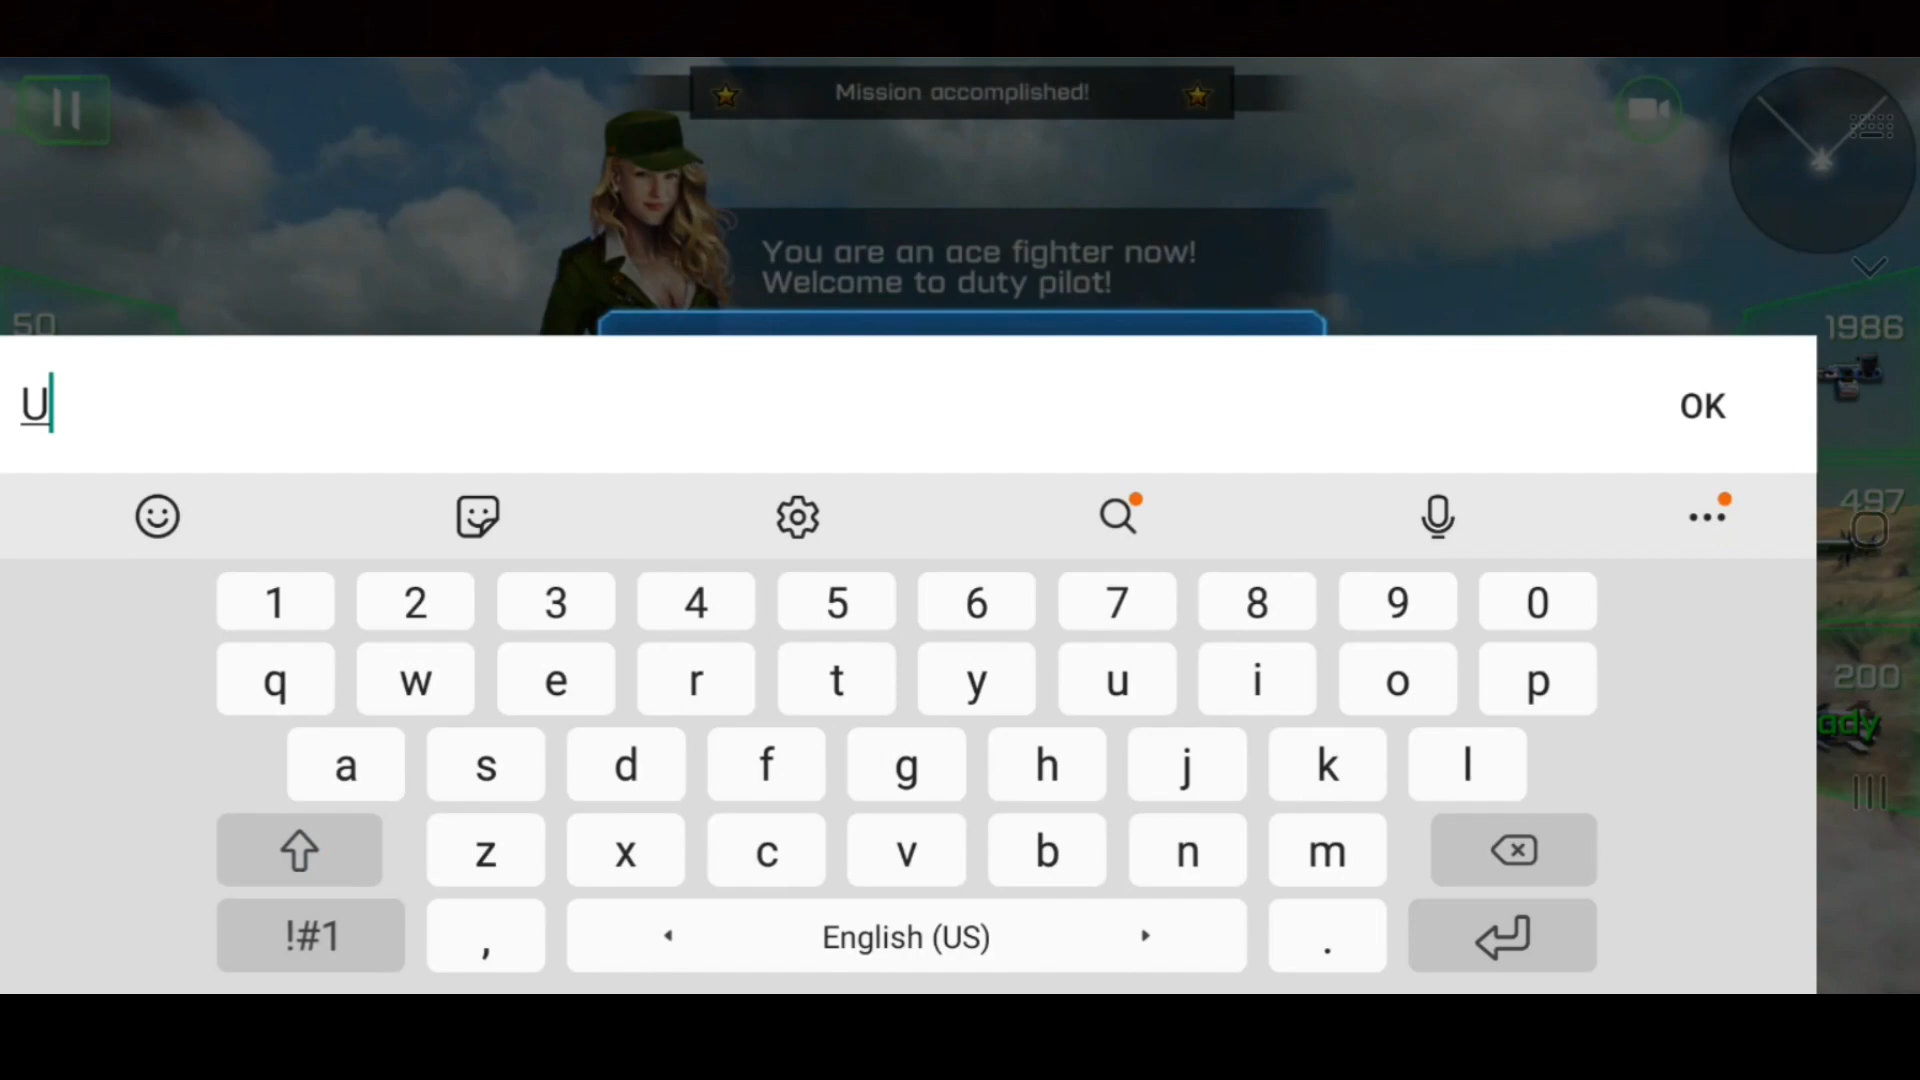 Mission accomplished!
You are an ace fighter now!
Welcome to duty pilot!
50
1986
U
OK
497
1 2 3 4 5 6 7 8 9 0
q w e r t y u i o p
200
a s d f g h j k l
ady
z x c v b n m
!#1 , English (US) .